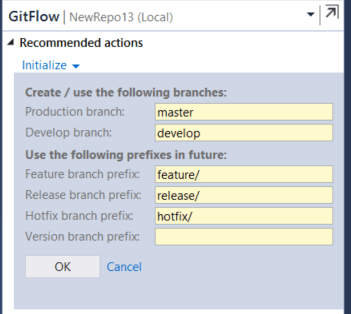 GitFlow | NewRepo13 (Local)
Recommended actions
Initialize
Create / use the following branches:
Production branch: master
Develop branch: develop
Use the following prefixes in future:
Feature branch prefix: feature/
Release branch prefix: release/
Hotfix branch prefix: hotfix/
Version branch prefix:
OK Cancel